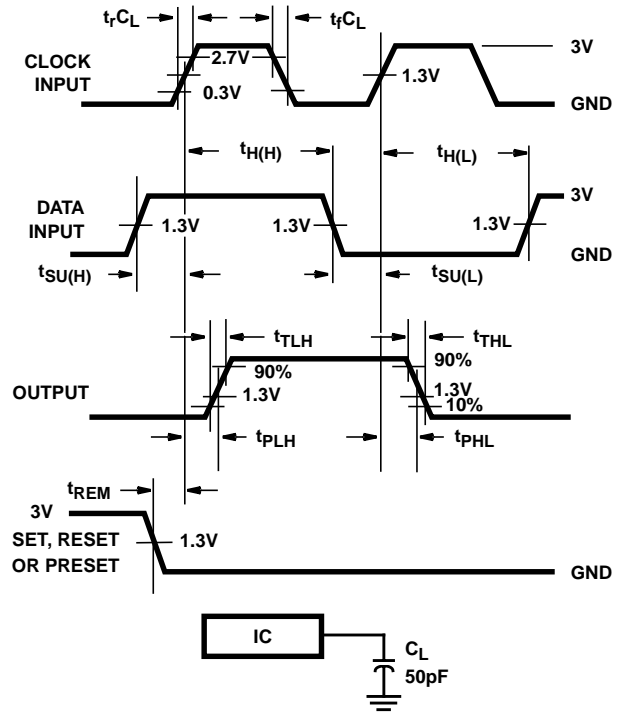 trCL tfCL
CLOCK INPUT
2.7V
0.3V
1.3V
3V
GND
tH(H) tH(L)
DATA INPUT
1.3V 1.3V 1.3V
3V
GND
tSU(H) tSU(L)
tTLH tTHL
OUTPUT
90% 90%
1.3V 1.3V
10%
tPLH tPHL
tREM
3V
SET, RESET
OR PRESET
1.3V
GND
IC
CL
50pF